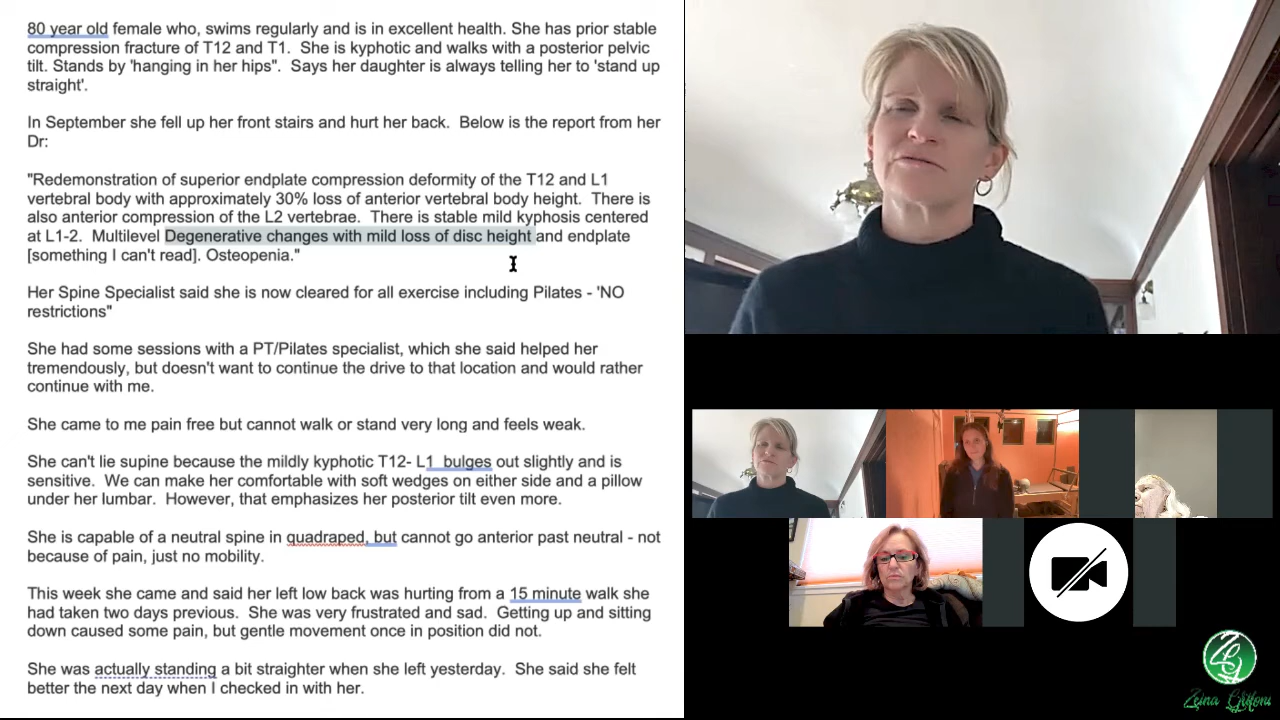 80 year old female who, swims regularly and is in excellent health. She has prior stable
compression fracture of T12 and T1.  She is kyphotic and walks with a posterior pelvic
tilt. Stands by 'hanging in her hips".  Says her daughter is always telling her to 'stand up
straight'.
In September she fell up her front stairs and hurt her back.  Below is the report from her
Dr:
"Redemonstration of superior endplate compression deformity of the T12 and L1
vertebral body with approximately 30% loss of anterior vertebral body height.  There is
also anterior compression of the L2 vertebrae.  There is stable mild kyphosis centered
at L1-2.  Multilevel Degenerative changes with mild loss of disc height and endplate
[something I can't read]. Osteopenia."
Her Spine Specialist said she is now cleared for all exercise including Pilates - 'NO
restrictions"
She had some sessions with a PT/Pilates specialist, which she said helped her
tremendously, but doesn't want to continue the drive to that location and would rather
continue with me.
She came to me pain free but cannot walk or stand very long and feels weak.
She can't lie supine because the mildly kyphotic T12- L1  bulges out slightly and is
sensitive.  We can make her comfortable with soft wedges on either side and a pillow
under her lumbar.  However, that emphasizes her posterior tilt even more.
She is capable of a neutral spine in quadraped, but cannot go anterior past neutral - not
because of pain, just no mobility.
This week she came and said her left low back was hurting from a 15 minute walk she
had taken two days previous.  She was very frustrated and sad.  Getting up and sitting
down caused some pain, but gentle movement once in position did not.
She was actually standing a bit straighter when she left yesterday.  She said she felt
better the next day when I checked in with her.
ZG
Zeina Grifoni